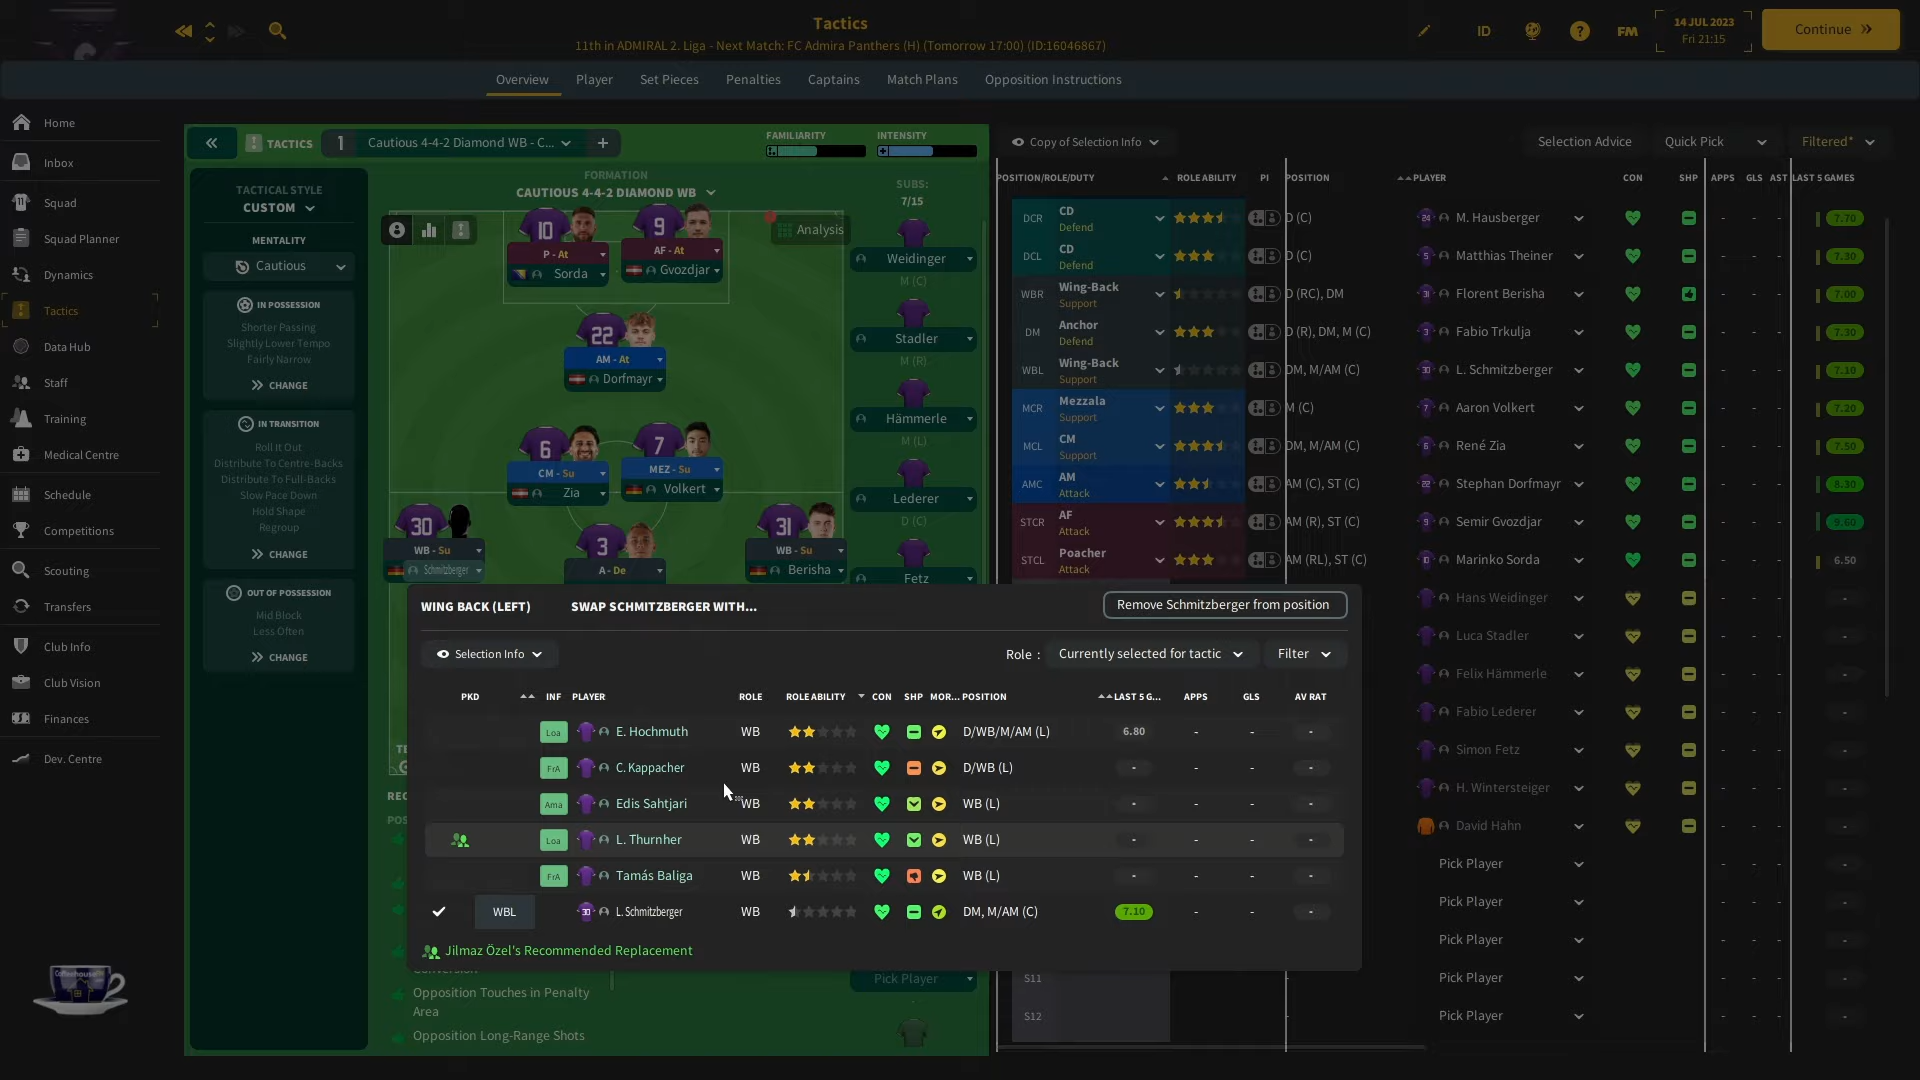 Tactics
11th in ADMIRAL 2. Liga - Next Match: FC Admira Panthers (H) (Tomorrow 17:00) (ID:16046867)
ID
FM
14 JUL 2023
Fri 21:15
Continue
Overview
Player
Set Pieces
Penalties
Captains
Match Plans
Opposition Instructions
Home
Inbox
Squad
Squad Planner
Dynamics
Tactics
Data Hub
Staff
Training
Medical Centre
Schedule
Competitions
Scouting
Transfers
Club Info
Club Vision
Finances
Dev. Centre
TACTICS
1
Cautious 4-4-2 Diamond WB - C...
FAMILIARITY
INTENSITY
TACTICAL STYLE
CUSTOM
MENTALITY
Cautious
IN POSSESSION
Shorter Passing
Slightly Lower Tempo
Fairly Narrow
CHANGE
IN TRANSITION
Roll It Out
Distribute To Centre-Backs
Distribute To Full-Backs
Slow Pace Down
Hold Shape
Regroup
CHANGE
OUT OF POSSESSION
Mid Block
Less Often
CHANGE
FORMATION
CAUTIOUS 4-4-2 DIAMOND WB
Analysis
10
P - At
Sorda
9
AF - At
Gvozdjar
22
AM - At
Dorfmayr
6
CM - Su
Zia
7
MEZ - Su
Volkert
30
WB - Su
Schmitzberger
3
A - De
31
WB - Su
Berisha
SUBS:
7/15
Weidinger
M (C)
Stadler
M (R)
Hämmerle
M (L)
Lederer
D (C)
Fetz
Pick Player
Opposition Touches in Penalty
Area
Opposition Long-Range Shots
Copy of Selection Info
Selection Advice
Quick Pick
Filtered*
POSITION/ROLE/DUTY ROLE ABILITY PI POSITION PLAYER CON SHP APPS GLS AST LAST 5 GAMES
DCR CD Defend D (C) 24 M. Hausberger - - - 7.70
DCL CD Defend D (C) 5 Matthias Theiner - - - 7.30
WBR Wing-Back Support D (RC), DM 31 Florent Berisha - - - 7.00
DM Anchor Defend D (R), DM, M (C) 3 Fabio Trkulja - - - 7.30
WBL Wing-Back Support DM, M/AM (C) 30 L. Schmitzberger - - - 7.10
MCR Mezzala Support M (C) 7 Aaron Volkert - - - 7.20
MCL CM Support DM, M/AM (C) 6 René Zia - - - 7.50
AMC AM Attack AM (C), ST (C) 22 Stephan Dorfmayr - - - 8.30
STCR AF Attack AM (R), ST (C) 9 Semir Gvozdjar - - - 9.60
STCL Poacher Attack AM (RL), ST (C) 10 Marinko Sorda - - - 6.50
Hans Weidinger - - - -
Luca Stadler - - - -
Felix Hämmerle - - - -
Fabio Lederer - - - -
Simon Fetz - - - -
H. Wintersteiger - - - -
David Hahn - - - -
Pick Player - - - -
Pick Player - - - -
Pick Player - - - -
S11 Pick Player - - - -
S12 Pick Player - - - -
WING BACK (LEFT)
SWAP SCHMITZBERGER WITH...
Remove Schmitzberger from position
Selection Info
Role :
Currently selected for tactic
Filter
PKD INF PLAYER ROLE ROLE ABILITY CON SHP MOR... POSITION LAST 5 G... APPS GLS AV RAT
Loa E. Hochmuth WB D/WB/M/AM (L) 6.80 - - -
FrA C. Kappacher WB D/WB (L) - - - -
Ama Edis Sahtjari WB WB (L) - - - -
Loa L. Thurnher WB WB (L) - - - -
FrA Tamás Baliga WB WB (L) - - - -
WBL 30 L. Schmitzberger WB DM, M/AM (C) 7.10 - - -
Jilmaz Özel's Recommended Replacement
Coffeehouse